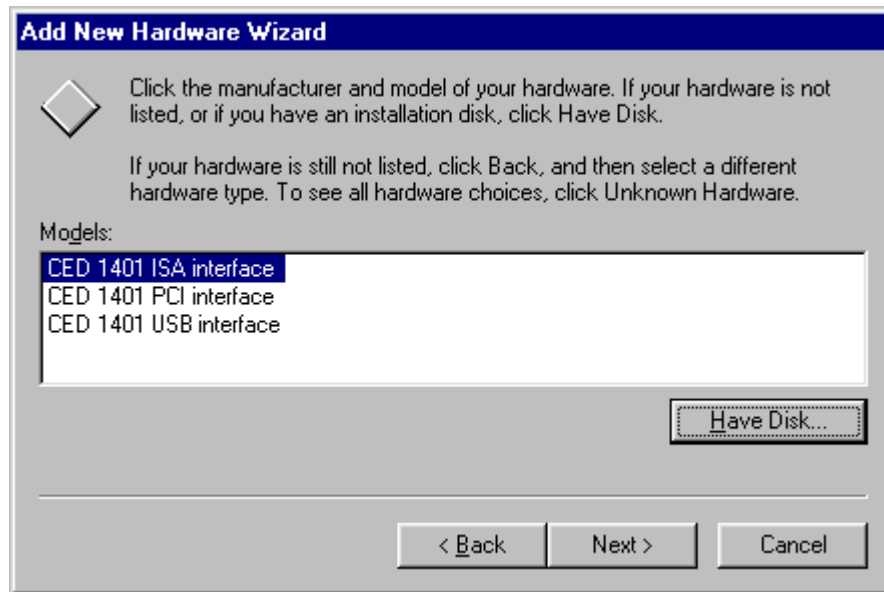 Add New Hardware Wizard
Click the manufacturer and model of your hardware. If your hardware is not
listed, or if you have an installation disk, click Have Disk.
If your hardware is still not listed, click Back, and then select a different
hardware type. To see all hardware choices, click Unknown Hardware.
Models:
CED 1401 ISA interface
CED 1401 PCI interface
CED 1401 USB interface
Have Disk...
< Back
Next >
Cancel